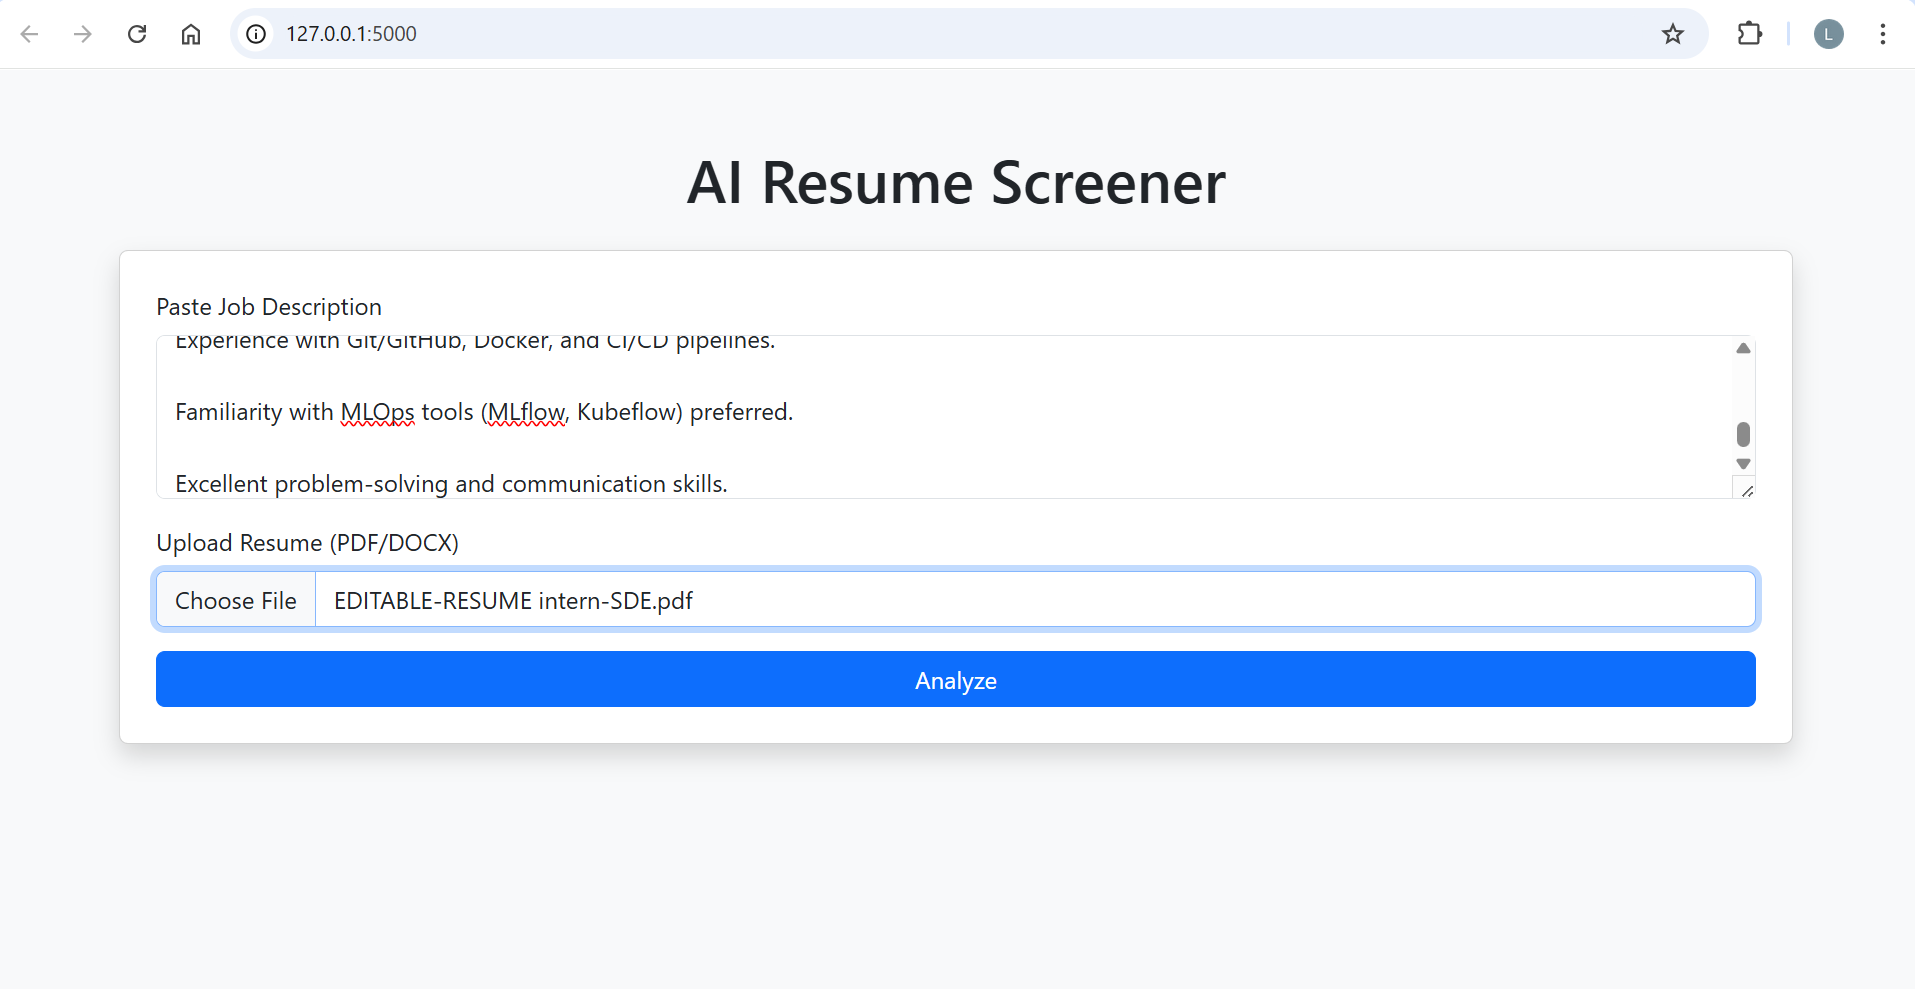 127.0.0.1:5000
L
AI Resume Screener
Paste Job Description
Experience with Git/GitHub, Docker, and CI/CD pipelines.
Familiarity with MLOps tools (MLflow, Kubeflow) preferred.
Excellent problem-solving and communication skills.
Upload Resume (PDF/DOCX)
Choose File EDITABLE-RESUME intern-SDE.pdf
Analyze